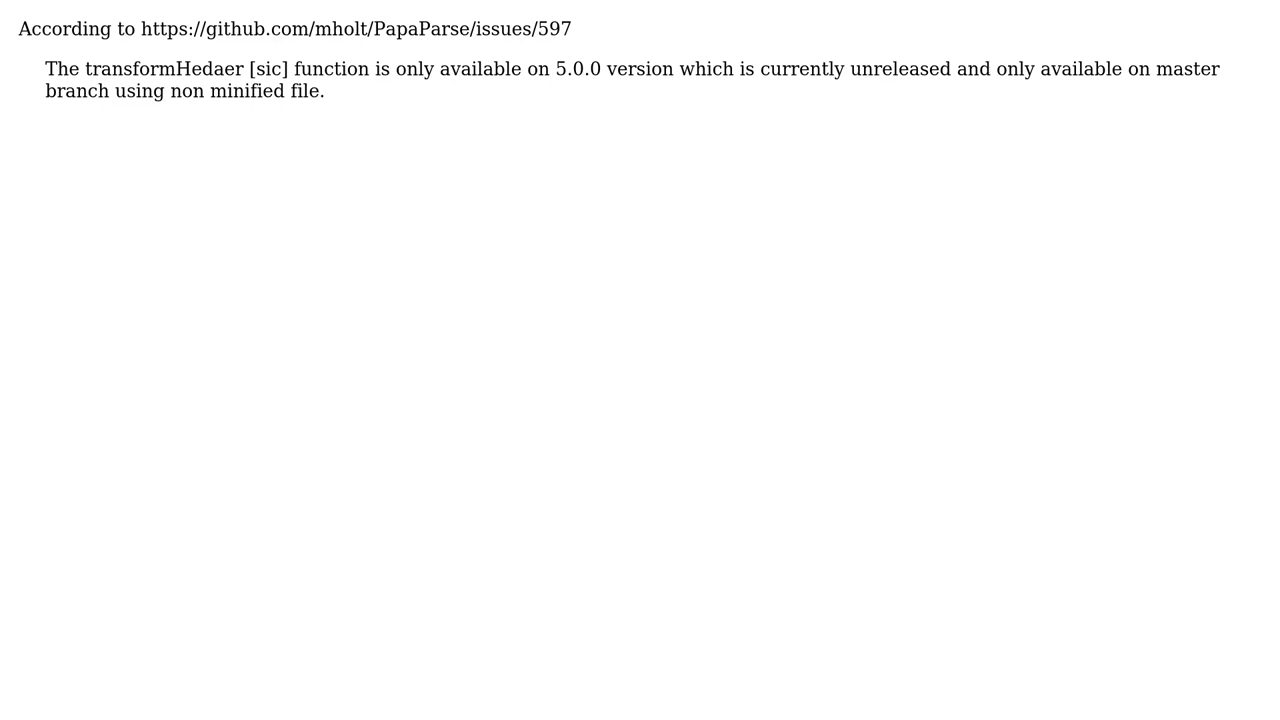 According to https://github.com/mholt/PapaParse/issues/597
The transformHedaer [sic] function is only available on 5.0.0 version which is currently unreleased and only available on master
branch using non minified file.